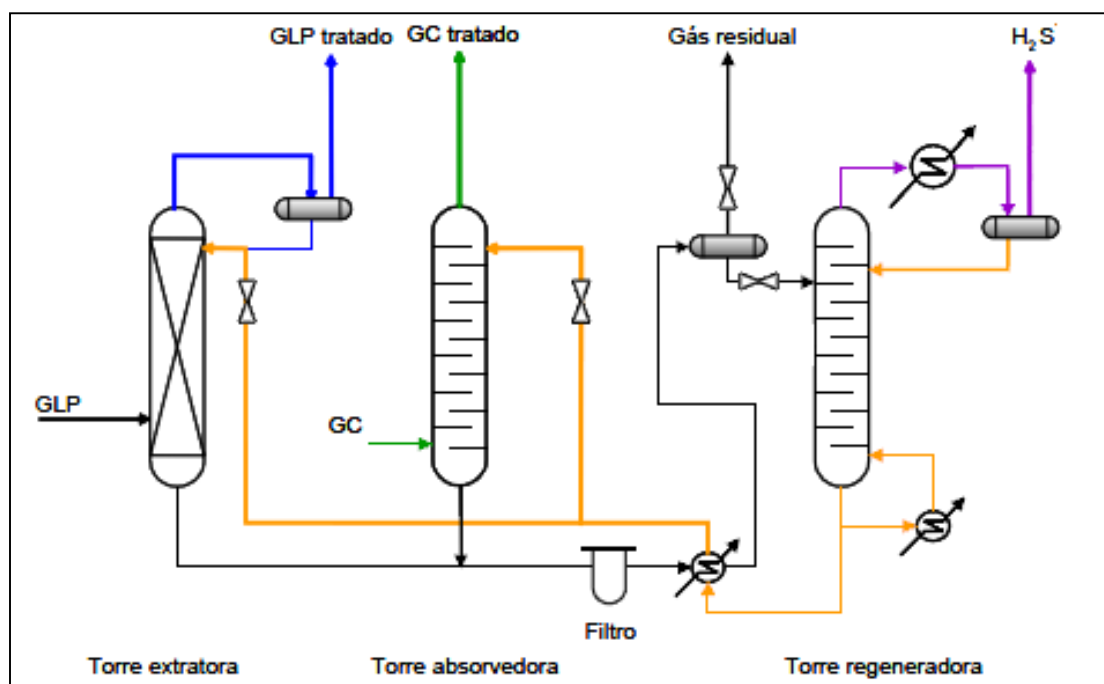 GLP tratado
GC tratado
Gás residual
H₂S
GLP
GC
Filtro
Torre extratora
Torre absorvedora
Torre regeneradora